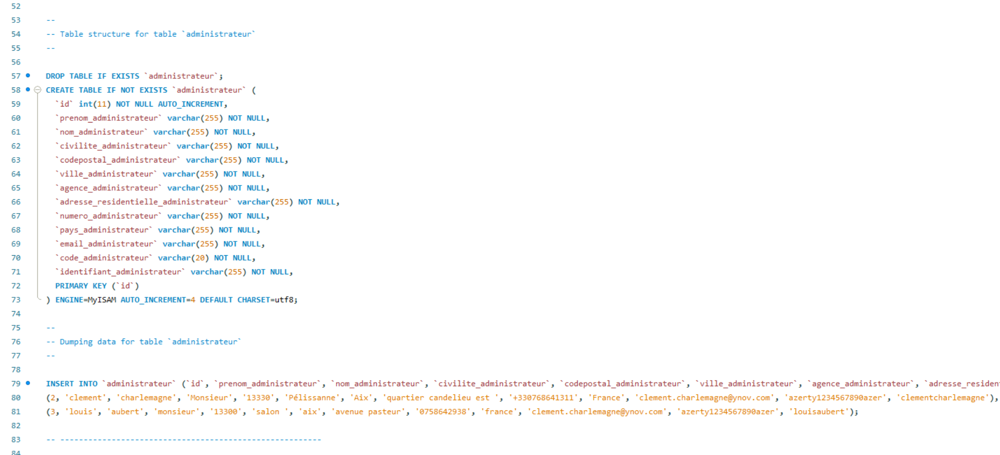 52
53 --
54 -- Table structure for table `administrateur`
55 --
56
57 DROP TABLE IF EXISTS `administrateur`;
58 CREATE TABLE IF NOT EXISTS `administrateur` (
59 `id` int(11) NOT NULL AUTO_INCREMENT,
60 `prenom_administrateur` varchar(255) NOT NULL,
61 `nom_administrateur` varchar(255) NOT NULL,
62 `civilite_administrateur` varchar(255) NOT NULL,
63 `codepostal_administrateur` varchar(255) NOT NULL,
64 `ville_administrateur` varchar(255) NOT NULL,
65 `agence_administrateur` varchar(255) NOT NULL,
66 `adresse_residentielle_administrateur` varchar(255) NOT NULL,
67 `numero_administrateur` varchar(255) NOT NULL,
68 `pays_administrateur` varchar(255) NOT NULL,
69 `email_administrateur` varchar(255) NOT NULL,
70 `code_administrateur` varchar(20) NOT NULL,
71 `identifiant_administrateur` varchar(255) NOT NULL,
72 PRIMARY KEY (`id`)
73 ) ENGINE=MyISAM AUTO_INCREMENT=4 DEFAULT CHARSET=utf8;
74
75 --
76 -- Dumping data for table `administrateur`
77 --
78
79 INSERT INTO `administrateur` (`id`, `prenom_administrateur`, `nom_administrateur`, `civilite_administrateur`, `codepostal_administrateur`, `ville_administrateur`, `agence_administrateur`, `adresse_residen
80 (2, 'clement', 'charlemagne', 'Monsieur', '13330', 'Pélissanne', 'Aix', 'quartier candelieu est ', '+330768641311', 'France', 'clement.charlemagne@ynov.com', 'azerty1234567890azer', 'clementcharlemagne'),
81 (3, 'louis', 'aubert', 'monsieur', '13300', 'salon ', 'aix', 'avenue pasteur', '0758642938', 'france', 'clement.charlemagne@ynov.com', 'azerty1234567890azer', 'louisaubert');
82
83 -- --------------------------------------------------------
84